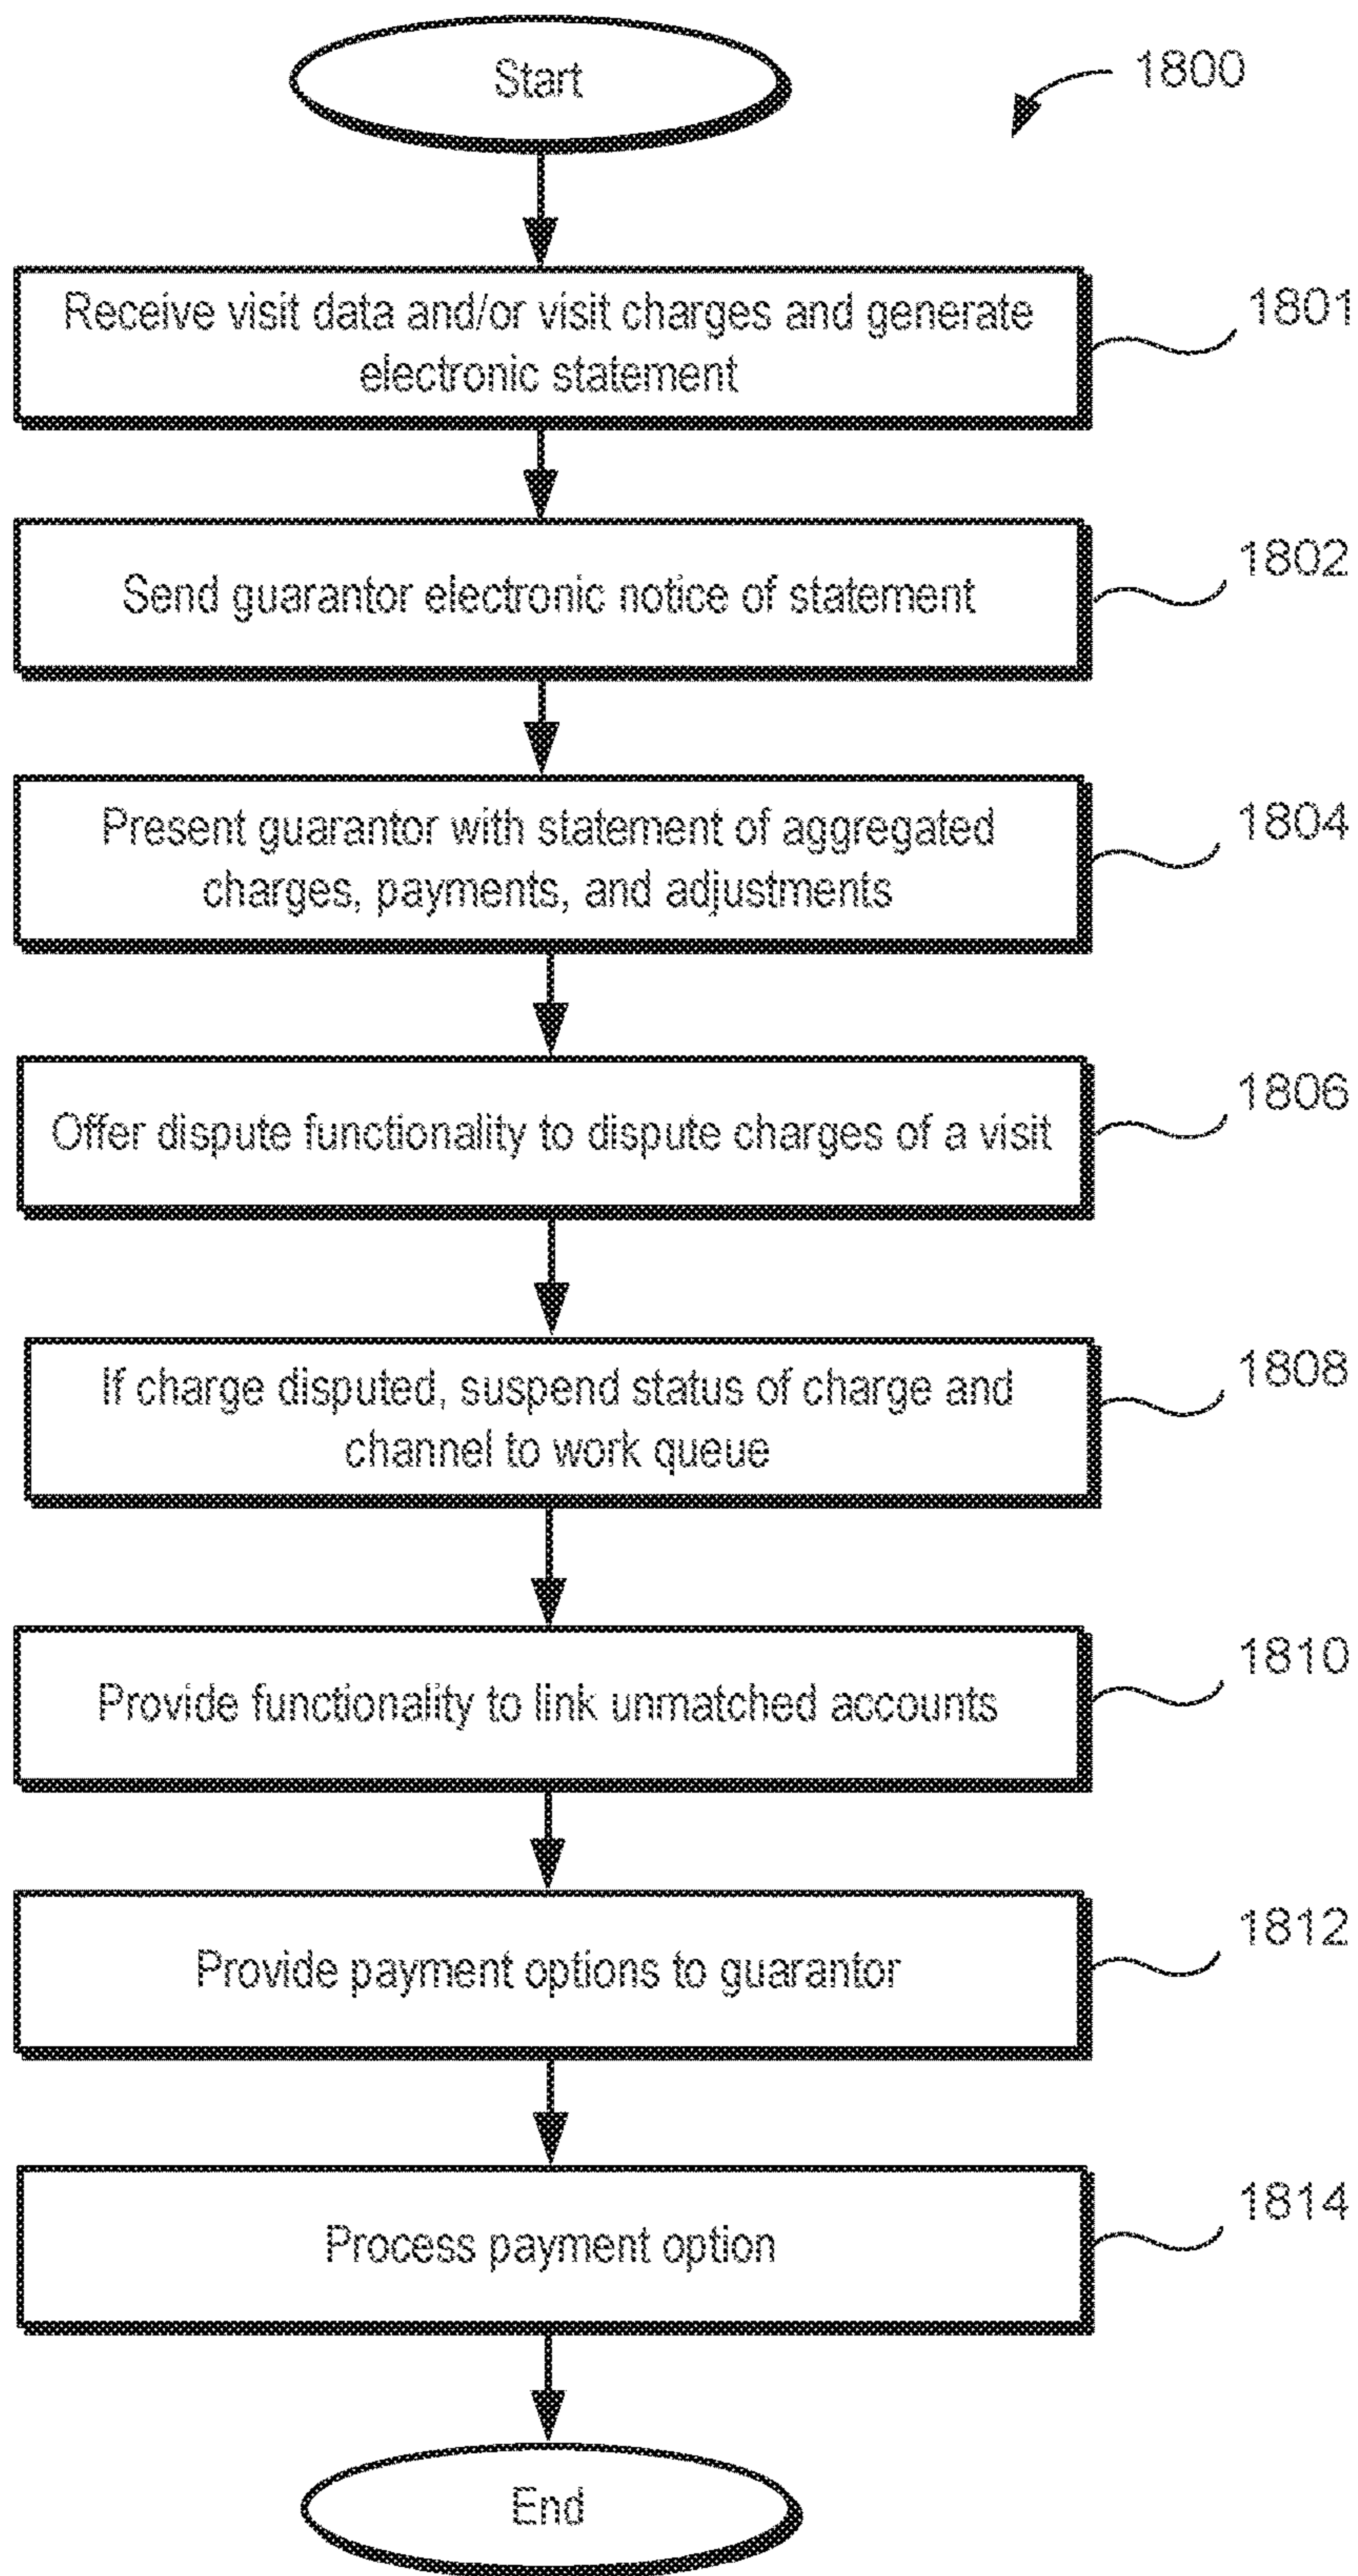 Start
1800
Receive visit data and/or visit charges and generate
electronic statement
1801
Send guarantor electronic notice of statement
1802
Present guarantor with statement of aggregated
charges, payments, and adjustments
1804
Offer dispute functionality to dispute charges of a visit
1806
If charge disputed, suspend status of charge and
channel to work queue
1808
Provide functionality to link unmatched accounts
1810
Provide payment options to guarantor
1812
Process payment option
1814
End